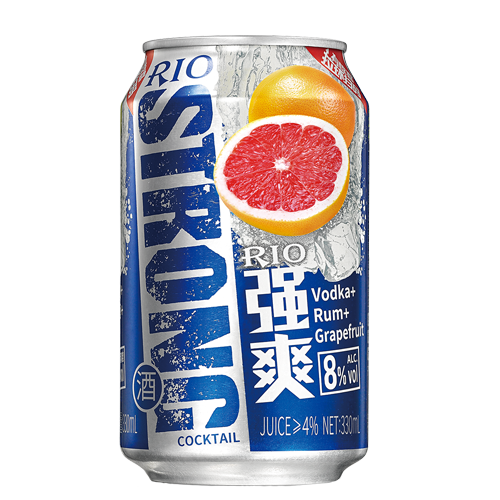 RIO
STRONG
COCKTAIL
酒
RIO
强爽
Vodka+
Rum+
Grapefruit
8% ALC. vol
JUICE≥4% NET:330mL